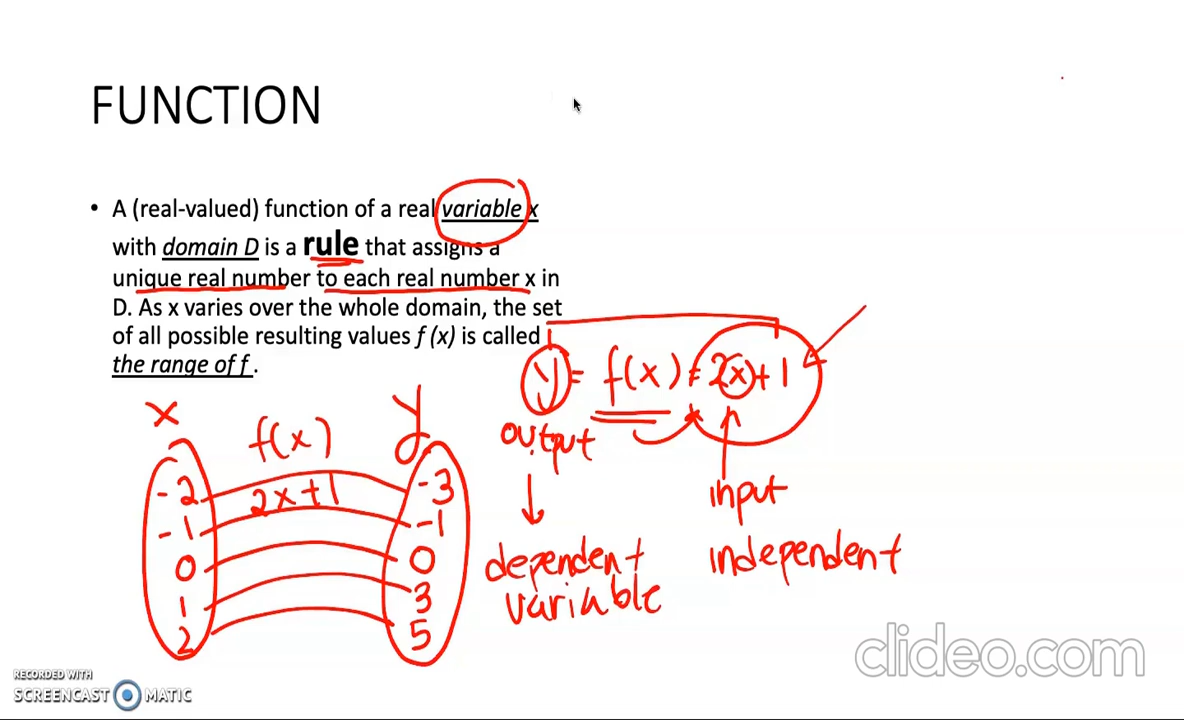 FUNCTION
• A (real-valued) function of a real variable x
with domain D is a rule that assigns a
unique real number to each real number x in
D. As x varies over the whole domain, the set
of all possible resulting values f (x) is called
the range of f .
y = f(x) = 2(x) + 1
output
input
dependent
variable
independent
x
f(x)
y
2x+1
-2
-1
0
1
2
-3
-1
0
3
5
clideo.com
RECORDED WITH
SCREENCAST MATIC